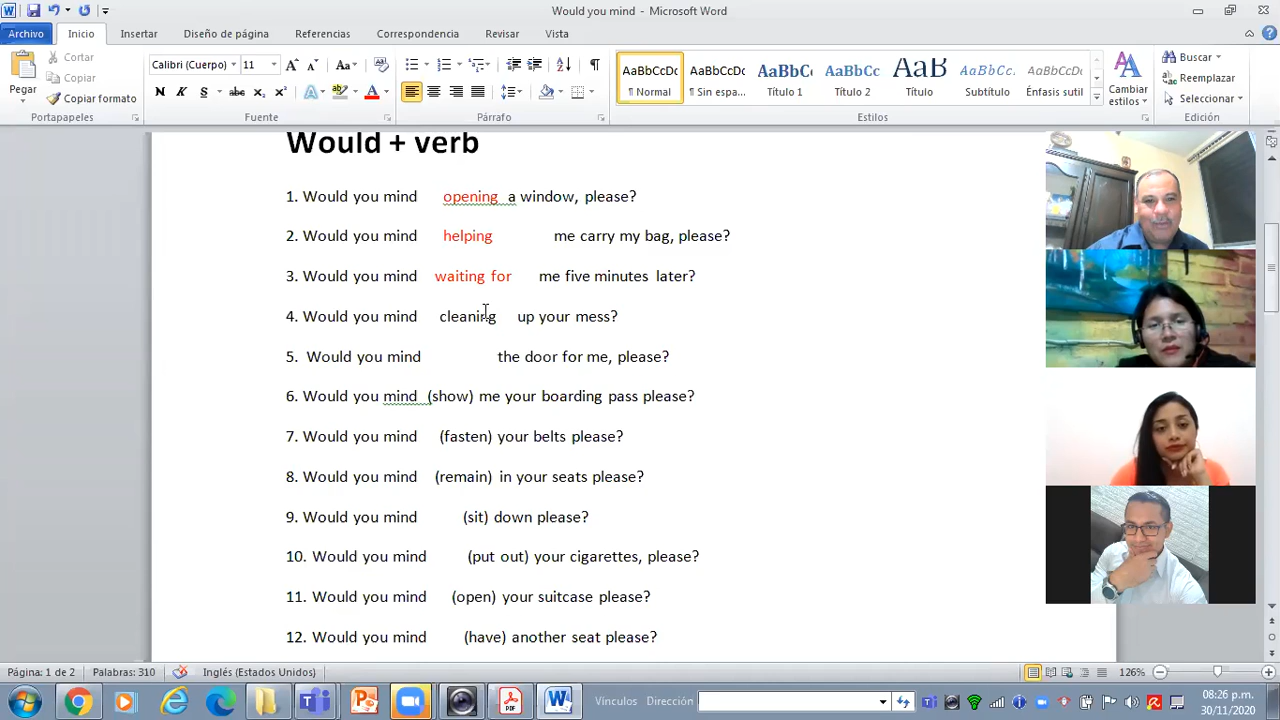 Would you mind - Microsoft Word
Archivo Inicio Insertar Diseño de página Referencias Correspondencia Revisar Vista
Pegar
Cortar
Copiar
Copiar formato
Portapapeles
Calibri (Cuerpo) 11
Fuente
Párrafo
AaBbCcDc AaBbCcDc AaBbC AaBbCc AaB AaBbCc. AaBbCcDc
¶ Normal ¶ Sin espa... Título 1 Título 2 Título Subtítulo Énfasis sutil
Cambiar estilos
Estilos
Buscar
Reemplazar
Seleccionar
Edición
Would + verb
1. Would you mind opening a window, please?
2. Would you mind helping me carry my bag, please?
3. Would you mind waiting for me five minutes later?
4. Would you mind cleaning up your mess?
5. Would you mind the door for me, please?
6. Would you mind (show) me your boarding pass please?
7. Would you mind (fasten) your belts please?
8. Would you mind (remain) in your seats please?
9. Would you mind (sit) down please?
10. Would you mind (put out) your cigarettes, please?
11. Would you mind (open) your suitcase please?
12. Would you mind (have) another seat please?
Página: 1 de 2 Palabras: 310 Inglés (Estados Unidos) 126%
Vínculos Dirección
08:26 p.m.
30/11/2020